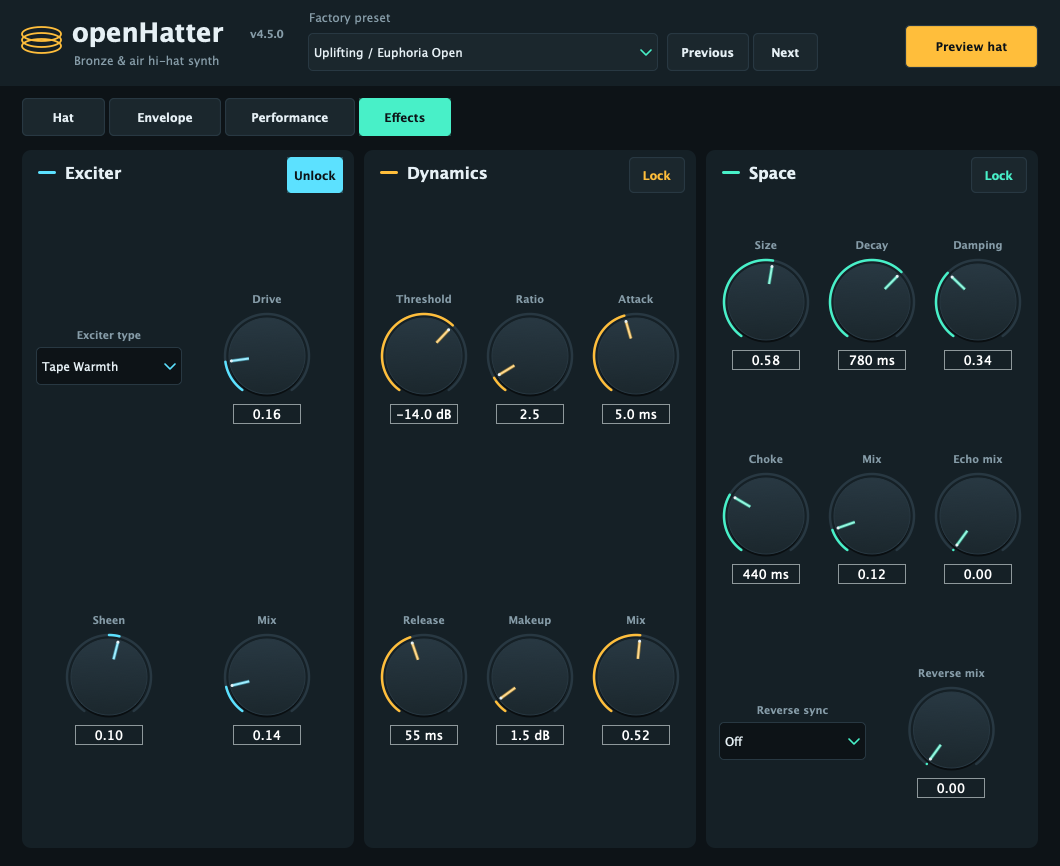 openHatter
v4.5.0
Bronze & air hi-hat synth
Factory preset
Uplifting / Euphoria Open
Previous
Next
Preview hat
Hat
Envelope
Performance
Effects
Exciter
Unlock
Exciter type
Tape Warmth
Drive
0.16
Sheen
0.10
Mix
0.14
Dynamics
Lock
Threshold
Ratio
Attack
-14.0 dB
2.5
5.0 ms
Release
Makeup
Mix
55 ms
1.5 dB
0.52
Space
Lock
Size
Decay
Damping
0.58
780 ms
0.34
Choke
Mix
Echo mix
440 ms
0.12
0.00
Reverse sync
Off
Reverse mix
0.00